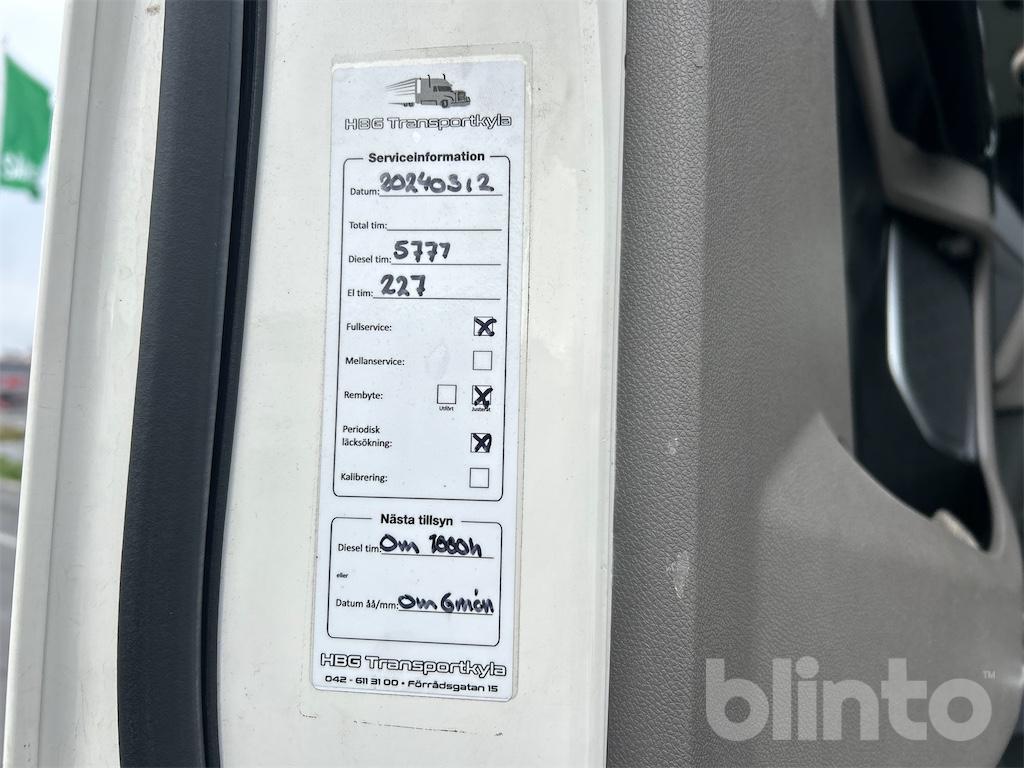 HBG Transportkyla
Serviceinformation
Datum: 20240312
Total tim:
Diesel tim: 5777
El tim: 227
Fullservice:
Mellanservice:
Rembyte:
Utfört Justerat
Periodisk
läcksökning:
Kalibrering:
Nästa tillsyn
Diesel tim: Om 1000h
eller
Datum åå/mm: Om 6mån
HBG Transportkyla
042 - 611 31 00 • Förrådsgatan 15
blinto™